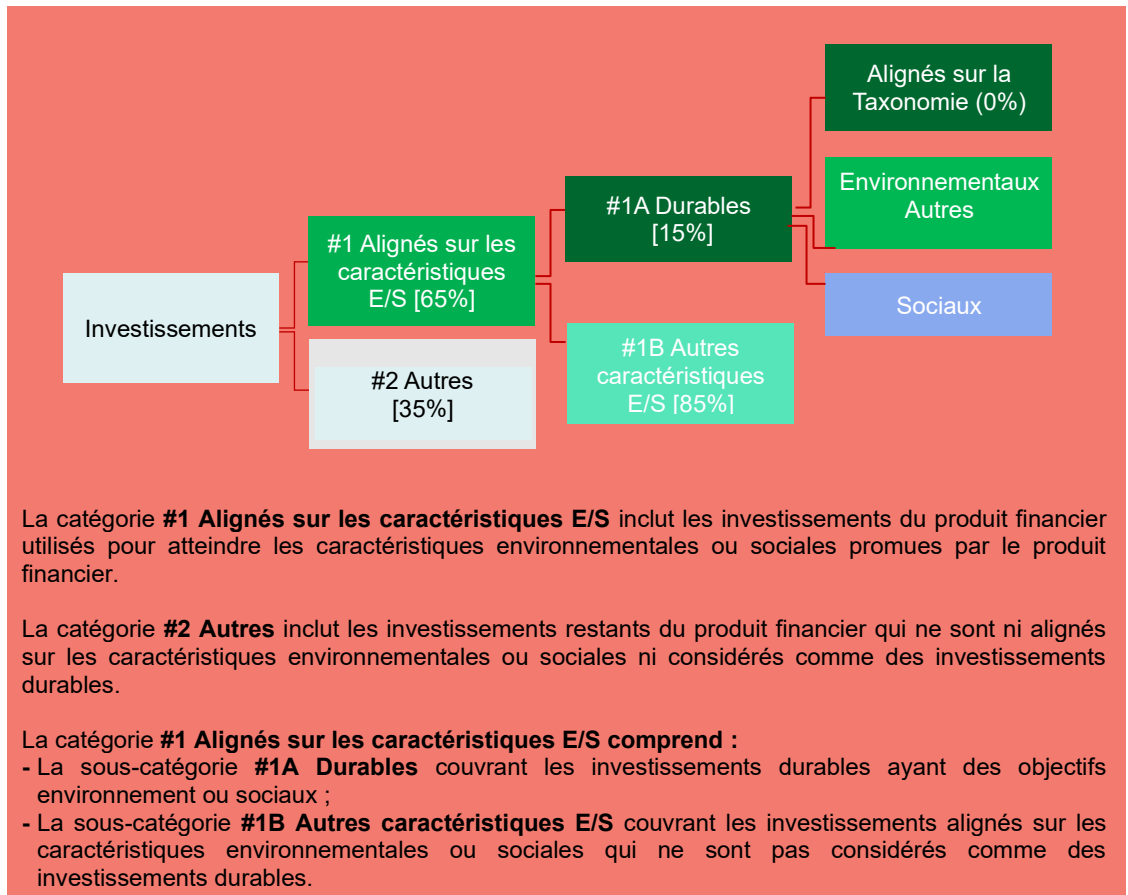 Alignés sur la
Taxonomie (0%)
Environnementaux
Autres
#1A Durables
[15%]
#1 Alignés sur les
caractéristiques
E/S [65%]
Sociaux
Investissements
#1B Autres
caractéristiques
E/S [85%]
#2 Autres
[35%]
La catégorie #1 Alignés sur les caractéristiques E/S inclut les investissements du produit financier
utilisés pour atteindre les caractéristiques environnementales ou sociales promues par le produit
financier.
La catégorie #2 Autres inclut les investissements restants du produit financier qui ne sont ni alignés
sur les caractéristiques environnementales ou sociales ni considérés comme des investissements
durables.
La catégorie #1 Alignés sur les caractéristiques E/S comprend :
- La sous-catégorie #1A Durables couvrant les investissements durables ayant des objectifs
environnement ou sociaux ;
- La sous-catégorie #1B Autres caractéristiques E/S couvrant les investissements alignés sur les
caractéristiques environnementales ou sociales qui ne sont pas considérés comme des
investissements durables.